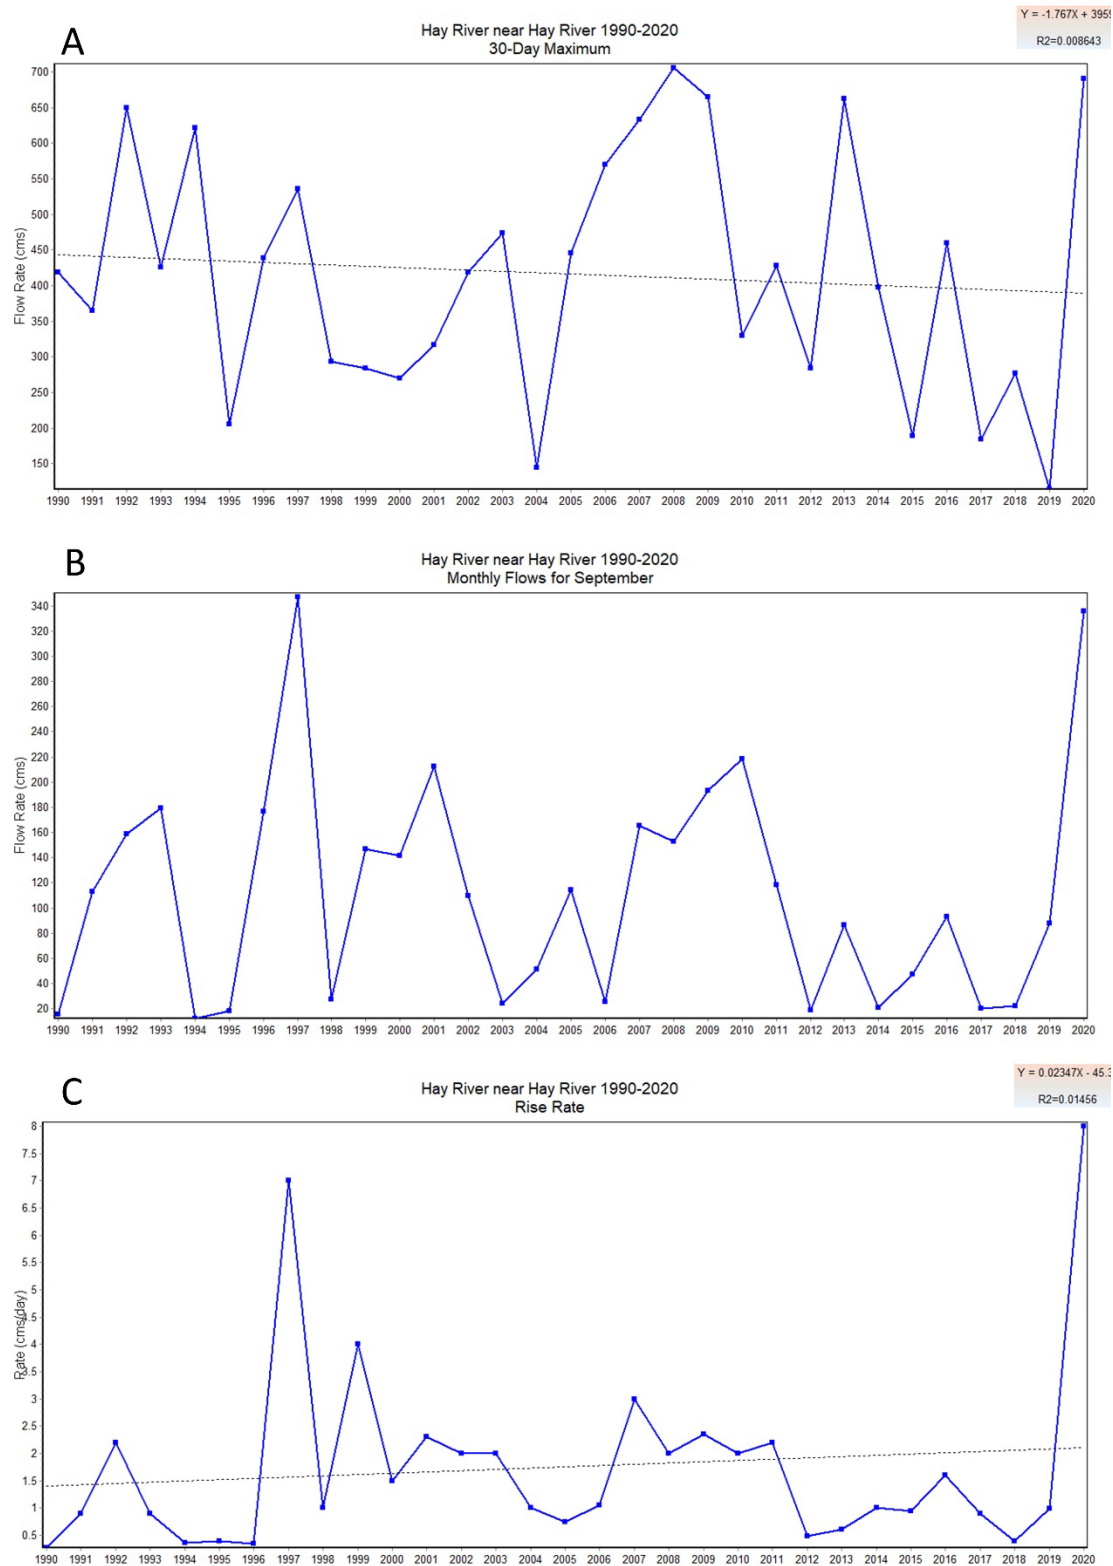 A
Hay River near Hay River 1990-2020
30-Day Maximum
Y = -1.767X + 3959
R2=0.008643
Flow Rate (cms)
700
650
600
550
500
450
400
350
300
250
200
150
1990 1991 1992 1993 1994 1995 1996 1997 1998 1999 2000 2001 2002 2003 2004 2005 2006 2007 2008 2009 2010 2011 2012 2013 2014 2015 2016 2017 2018 2019 2020
B
Hay River near Hay River 1990-2020
Monthly Flows for September
Flow Rate (cms)
340
320
300
280
260
240
220
200
180
160
140
120
100
80
60
40
20
1990 1991 1992 1993 1994 1995 1996 1997 1998 1999 2000 2001 2002 2003 2004 2005 2006 2007 2008 2009 2010 2011 2012 2013 2014 2015 2016 2017 2018 2019 2020
C
Hay River near Hay River 1990-2020
Rise Rate
Y = 0.02347X - 45.3
R2=0.01456
Rate (cms/day)
8
7.5
7
6.5
6
5.5
5
4.5
4
3.5
3
2.5
2
1.5
1
0.5
1990 1991 1992 1993 1994 1995 1996 1997 1998 1999 2000 2001 2002 2003 2004 2005 2006 2007 2008 2009 2010 2011 2012 2013 2014 2015 2016 2017 2018 2019 2020